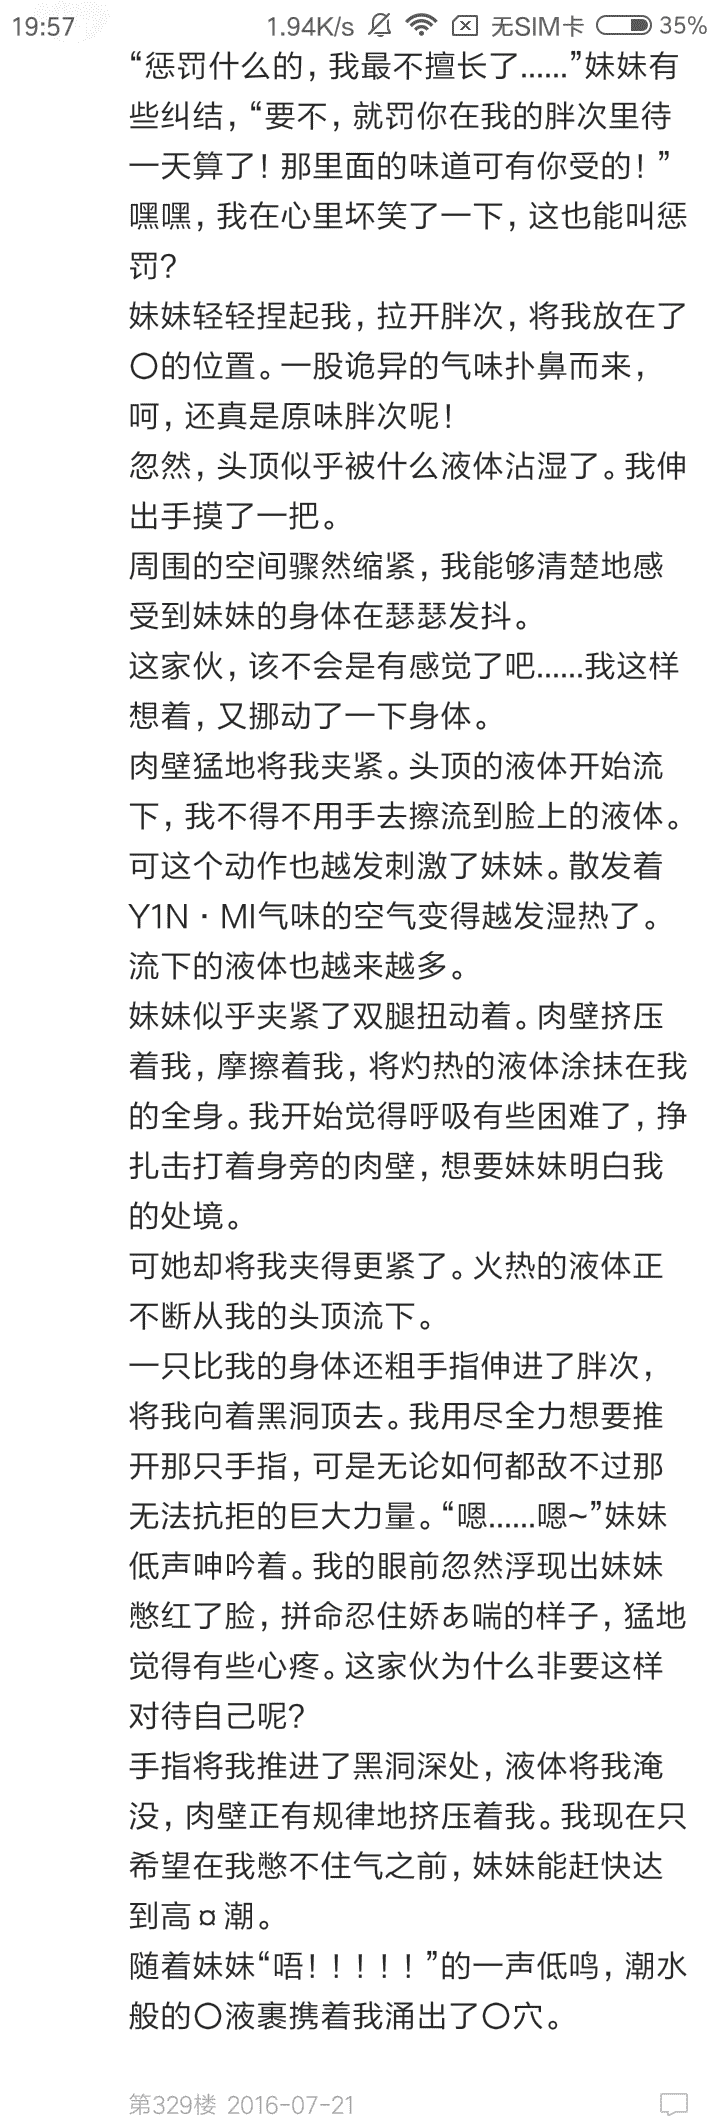 19:57 1.94K/s 无SIM卡 35%
“惩罚什么的，我最不擅长了......”妹妹有
些纠结，“要不，就罚你在我的胖次里待
一天算了！那里面的味道可有你受的！”
嘿嘿，我在心里坏笑了一下，这也能叫惩
罚？
妹妹轻轻捏起我，拉开胖次，将我放在了
〇的位置。一股诡异的气味扑鼻而来，
呵，还真是原味胖次呢！
忽然，头顶似乎被什么液体沾湿了。我伸
出手摸了一把。
周围的空间骤然缩紧，我能够清楚地感
受到妹妹的身体在瑟瑟发抖。
这家伙，该不会是有感觉了吧......我这样
想着，又挪动了一下身体。
肉壁猛地将我夹紧。头顶的液体开始流
下，我不得不用手去擦流到脸上的液体。
可这个动作也越发刺激了妹妹。散发着
Y1N·MI气味的空气变得越发湿热了。
流下的液体也越来越多。
妹妹似乎夹紧了双腿扭动着。肉壁挤压
着我，摩擦着我，将灼热的液体涂抹在我
的全身。我开始觉得呼吸有些困难了，挣
扎击打着身旁的肉壁，想要妹妹明白我
的处境。
可她却将我夹得更紧了。火热的液体正
不断从我的头顶流下。
一只比我的身体还粗手指伸进了胖次，
将我向着黑洞顶去。我用尽全力想要推
开那只手指，可是无论如何都敌不过那
无法抗拒的巨大力量。“嗯......嗯~”妹妹
低声呻吟着。我的眼前忽然浮现出妹妹
憋红了脸，拼命忍住娇あ喘的样子，猛地
觉得有些心疼。这家伙为什么非要这样
对待自己呢？
手指将我推进了黑洞深处，液体将我淹
没，肉壁正有规律地挤压着我。我现在只
希望在我憋不住气之前，妹妹能赶快达
到高¤潮。
随着妹妹“唔！！！！！”的一声低鸣，潮水
般的〇液裹携着我涌出了〇穴。
第329楼 2016-07-21